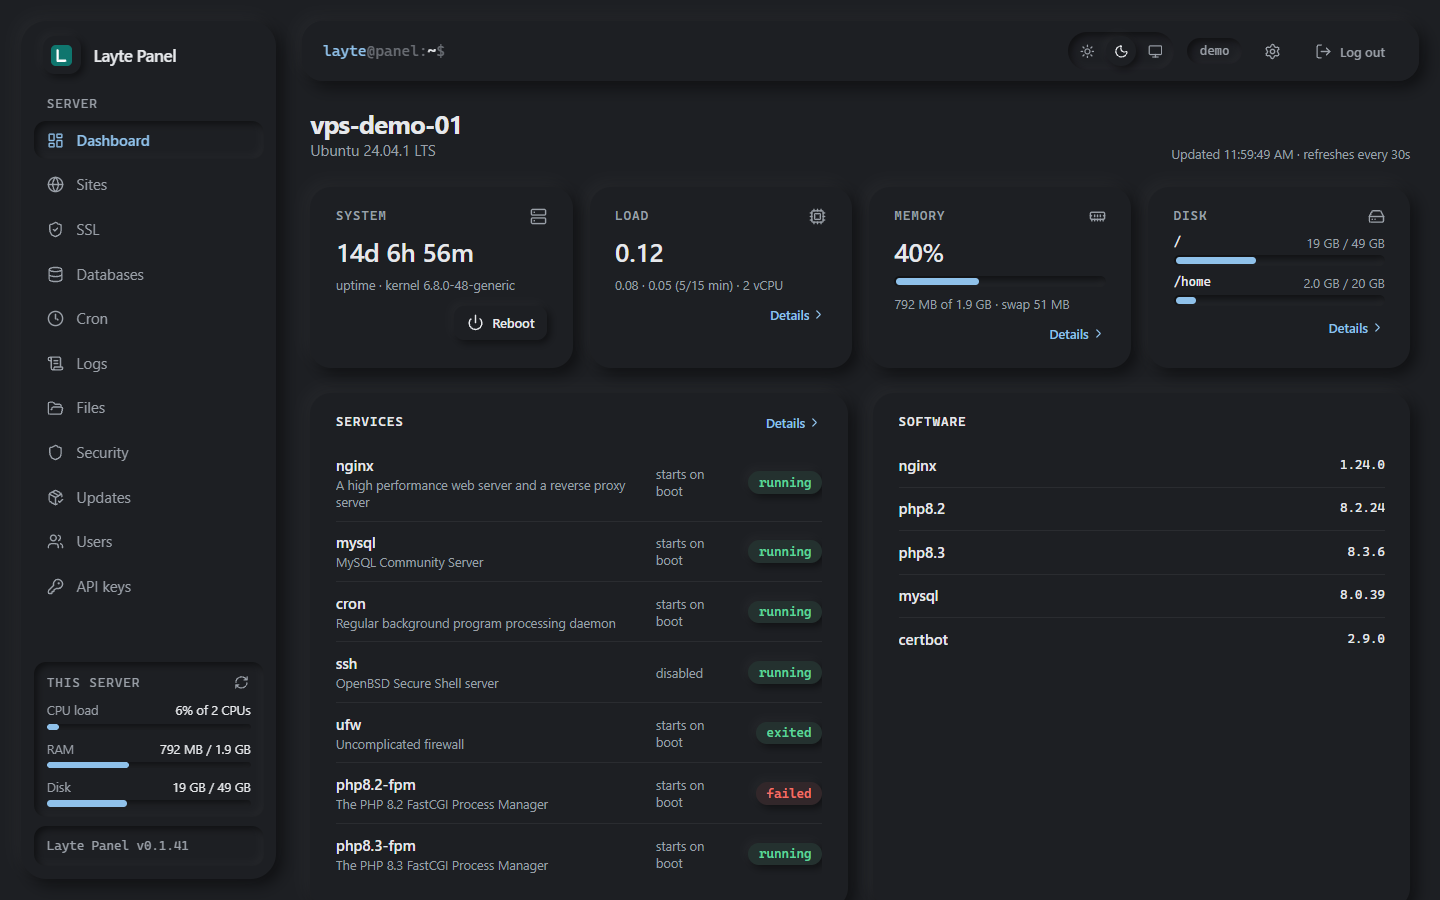 Layte Panel
SERVER
Dashboard
Sites
SSL
Databases
Cron
Logs
Files
Security
Updates
Users
API keys
THIS SERVER
CPU load 6% of 2 CPUs
RAM 792 MB / 1.9 GB
Disk 19 GB / 49 GB
Layte Panel v0.1.41
layte@panel:~$
demo
Log out
vps-demo-01
Ubuntu 24.04.1 LTS
Updated 11:59:49 AM · refreshes every 30s
SYSTEM
14d 6h 56m
uptime · kernel 6.8.0-48-generic
Reboot
LOAD
0.12
0.08 · 0.05 (5/15 min) · 2 vCPU
Details
MEMORY
40%
792 MB of 1.9 GB · swap 51 MB
Details
DISK
/ 19 GB / 49 GB
/home 2.0 GB / 20 GB
Details
SERVICES
Details
nginx
A high performance web server and a reverse proxy
server
starts on
boot
running
mysql
MySQL Community Server
starts on
boot
running
cron
Regular background program processing daemon
starts on
boot
running
ssh
OpenBSD Secure Shell server
disabled
running
ufw
Uncomplicated firewall
starts on
boot
exited
php8.2-fpm
The PHP 8.2 FastCGI Process Manager
starts on
boot
failed
php8.3-fpm
The PHP 8.3 FastCGI Process Manager
starts on
boot
running
SOFTWARE
nginx 1.24.0
php8.2 8.2.24
php8.3 8.3.6
mysql 8.0.39
certbot 2.9.0